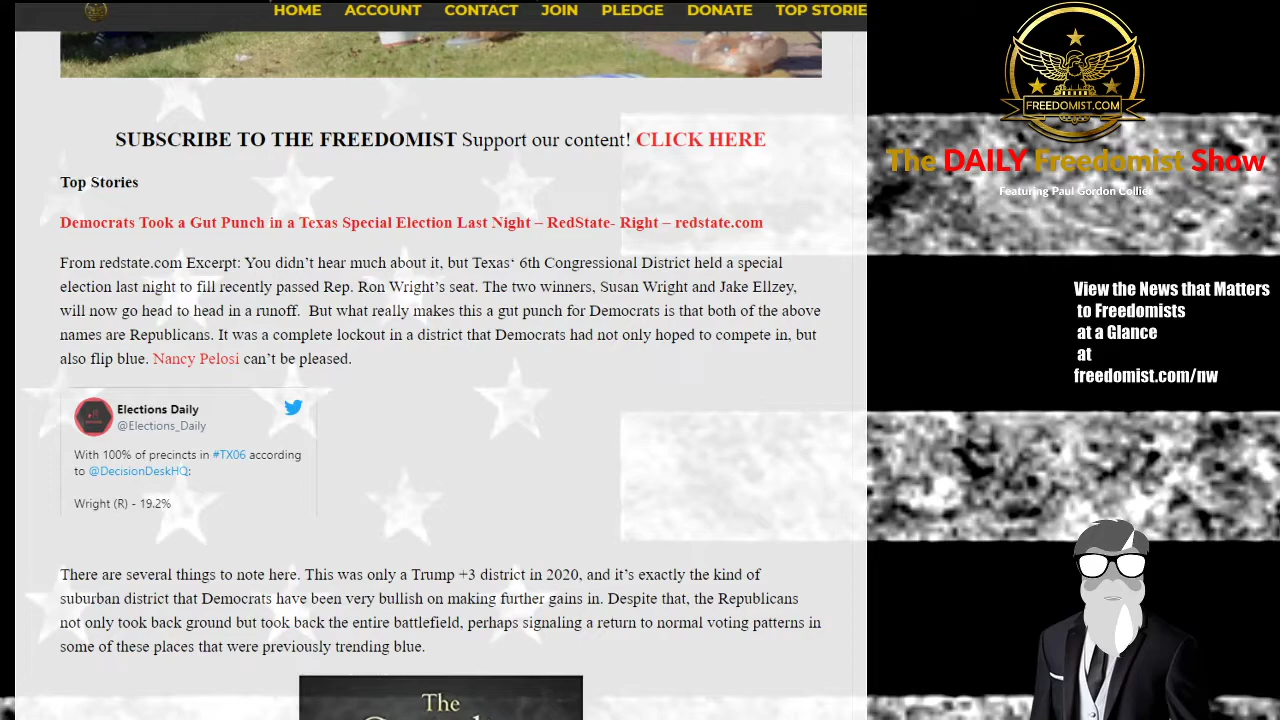 HOME ACCOUNT CONTACT JOIN PLEDGE DONATE TOP STORIE
SUBSCRIBE TO THE FREEDOMIST Support our content! CLICK HERE
Top Stories
Democrats Took a Gut Punch in a Texas Special Election Last Night – RedState- Right – redstate.com
From redstate.com Excerpt: You didn’t hear much about it, but Texas‘ 6th Congressional District held a special
election last night to fill recently passed Rep. Ron Wright’s seat. The two winners, Susan Wright and Jake Ellzey,
will now go head to head in a runoff.  But what really makes this a gut punch for Democrats is that both of the above
names are Republicans. It was a complete lockout in a district that Democrats had not only hoped to compete in, but
also flip blue. Nancy Pelosi can’t be pleased.
Elections Daily
@Elections_Daily
With 100% of precincts in #TX06 according
to @DecisionDeskHQ:
Wright (R) - 19.2%
There are several things to note here. This was only a Trump +3 district in 2020, and it’s exactly the kind of
suburban district that Democrats have been very bullish on making further gains in. Despite that, the Republicans
not only took back ground but took back the entire battlefield, perhaps signaling a return to normal voting patterns in
some of these places that were previously trending blue.
The
FREEDOMIST.COM
The DAILY Freedomist Show
Featuring Paul Gordon Collie
View the News that Matters
to Freedomists
at a Glance
at
freedomist.com/nw